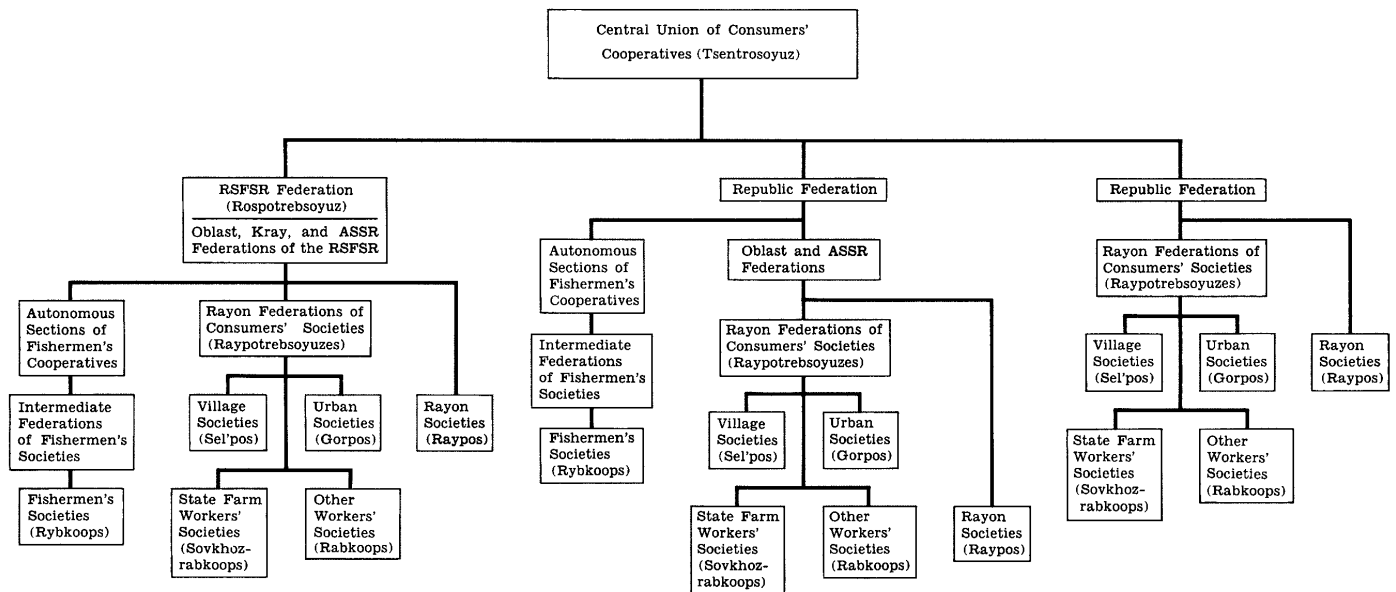 Central Union of Consumers'
Cooperatives (Tsentrosoyuz)
RSFSR Federation
(Rospotrebsoyuz)
Oblast, Kray, and ASSR
Federations of the RSFSR
Autonomous
Sections of
Fishermen's
Cooperatives
Intermediate
Federations
of Fishermen's
Societies
Fishermen's
Societies
(Rybkoops)
Rayon Federations of
Consumers' Societies
(Raypotrebsoyuzes)
Village
Societies
(Sel'pos)
Urban
Societies
(Gorpos)
State Farm
Workers'
Societies
(Sovkhoz-
rabkoops)
Other
Workers'
Societies
(Rabkoops)
Rayon
Societies
(Raypos)
Republic Federation
Autonomous
Sections of
Fishermen's
Cooperatives
Intermediate
Federations
of Fishermen's
Societies
Fishermen's
Societies
(Rybkoops)
Oblast and ASSR
Federations
Rayon Federations of
Consumers' Societies
(Raypotrebsoyuzes)
Village
Societies
(Sel'pos)
Urban
Societies
(Gorpos)
State Farm
Workers'
Societies
(Sovkhoz-
rabkoops)
Other
Workers'
Societies
(Rabkoops)
Rayon
Societies
(Raypos)
Republic Federation
Rayon Federations of
Consumers' Societies
(Raypotrebsoyuzes)
Village
Societies
(Sel'pos)
Urban
Societies
(Gorpos)
State Farm
Workers'
Societies
(Sovkhoz-
rabkoops)
Other
Workers'
Societies
(Rabkoops)
Rayon
Societies
(Raypos)